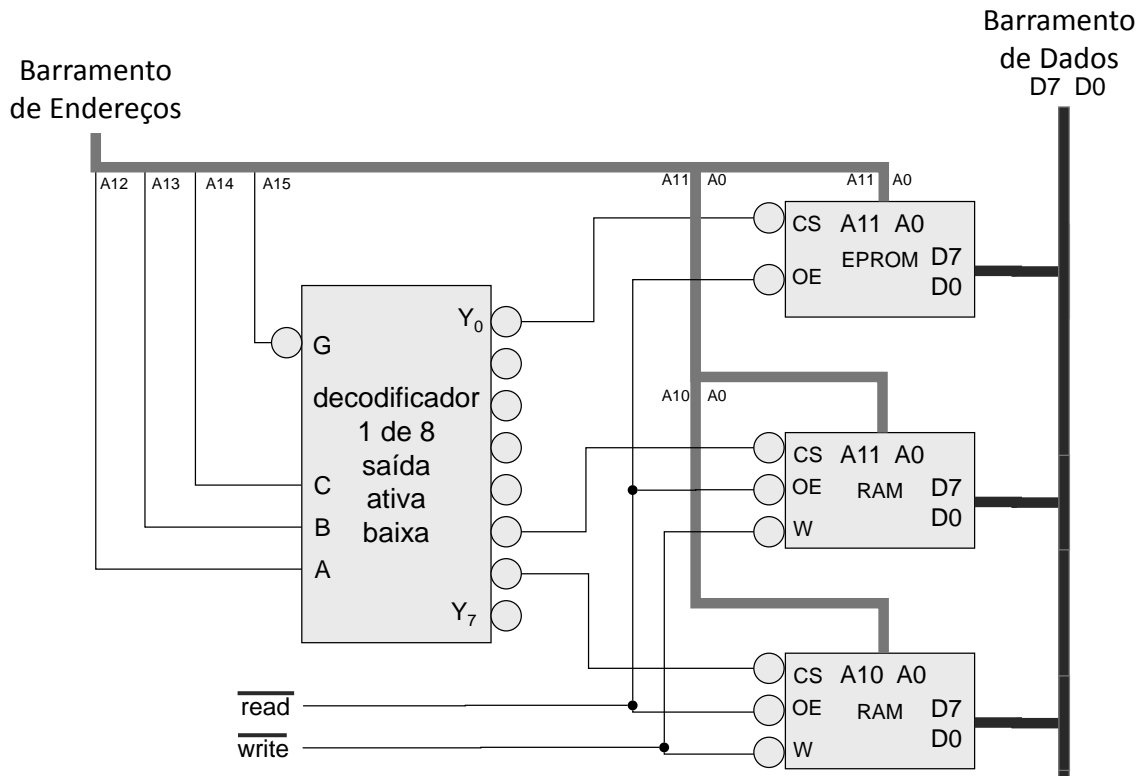 Barramento
de Dados
D7 D0
Barramento
de Endereços
A12 A13 A14 A15
A11 A0
A11 A0
CS A11 A0
EPROM D7
OE D0
Y0
G
decodificador
1 de 8
saída
ativa
baixa
C
B
A
Y7
A10 A0
CS A11 A0
OE RAM D7
D0
W
CS A10 A0
OE RAM D7
D0
W
read
write